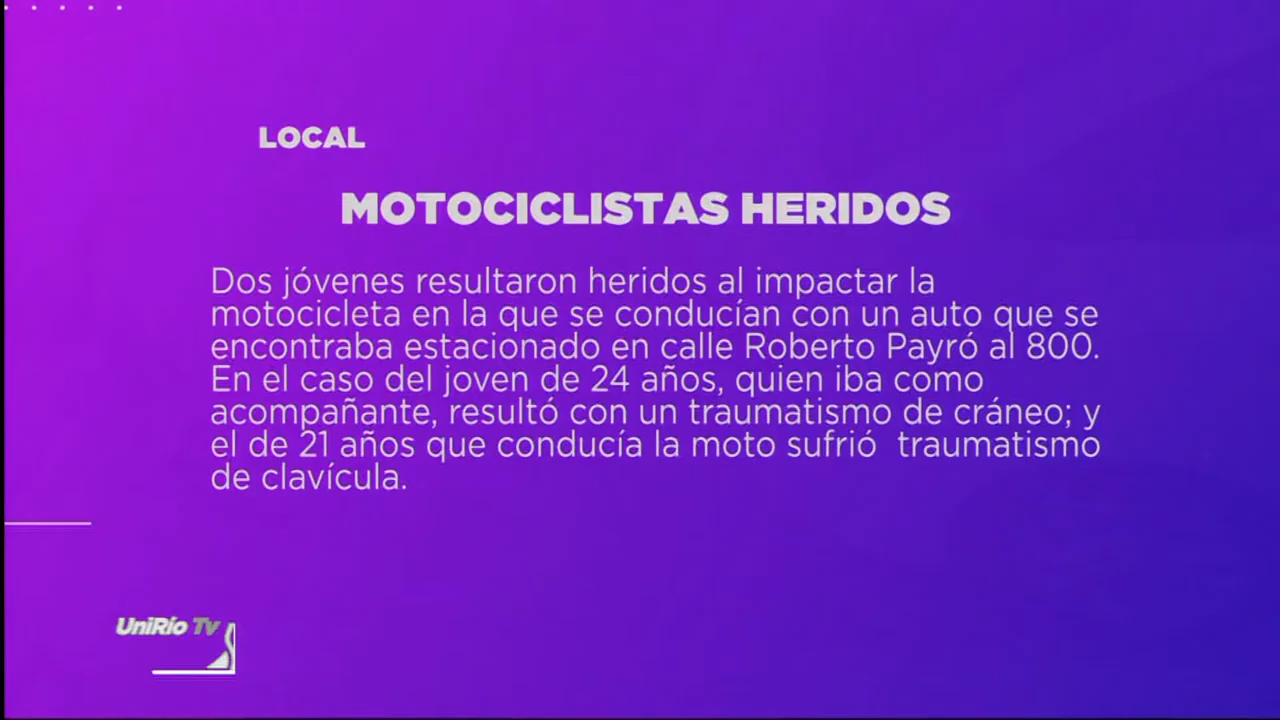 LOCAL
MOTOCICLISTAS HERIDOS
Dos jóvenes resultaron heridos al impactar la
motocicleta en la que se conducían con un auto que se
encontraba estacionado en calle Roberto Payró al 800.
En el caso del joven de 24 años, quien iba como
acompañante, resultó con un traumatismo de cráneo; y
el de 21 años que conducía la moto sufrió  traumatismo
de clavícula.
UniRío Tv